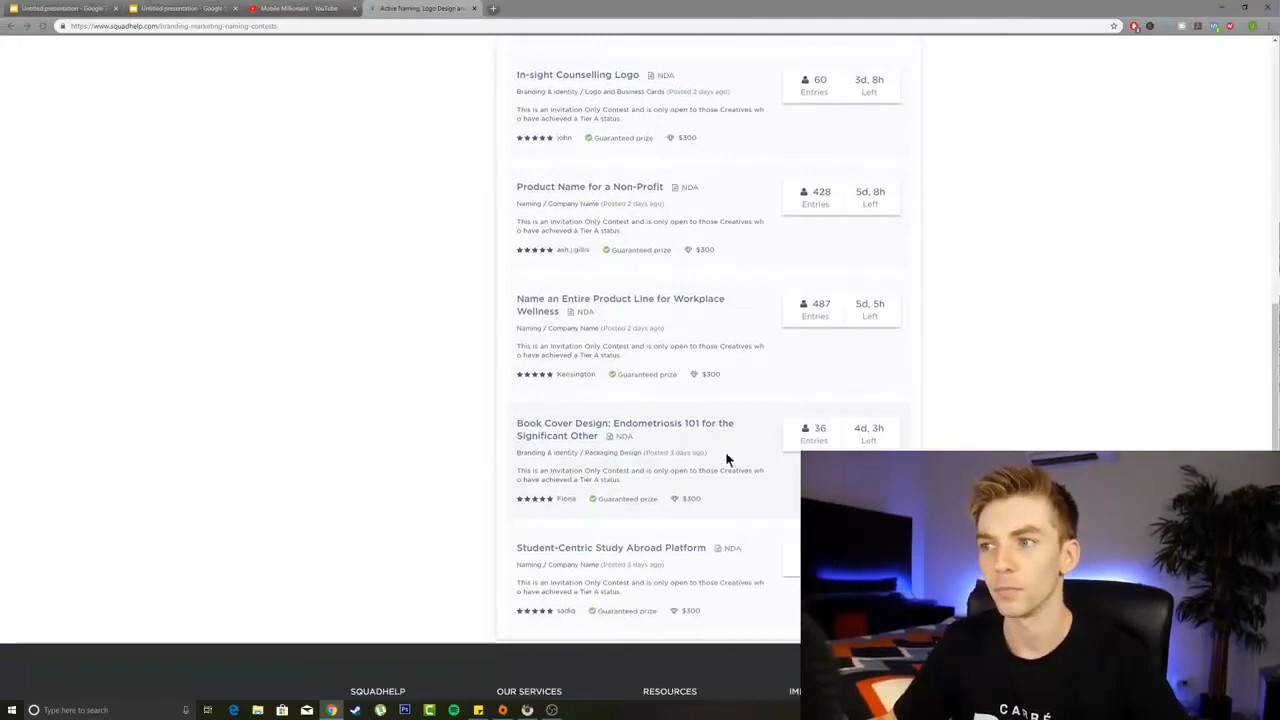 Untitled presentation - Google S
Untitled presentation - Google S
Mobile Millionaire - YouTube
Active Naming, Logo Design an
https://www.squadhelp.com/branding-marketing-naming-contests
In-sight Counselling Logo NDA
Branding & identity / Logo and Business Cards (Posted 2 days ago)
This is an Invitation Only Contest and is only open to those Creatives wh
o have achieved a Tier A status.
john Guaranteed prize $300
60 3d, 8h
Entries Left
Product Name for a Non-Profit NDA
Naming / Company Name (Posted 2 days ago)
This is an Invitation Only Contest and is only open to those Creatives wh
o have achieved a Tier A status.
ash.j.gillis Guaranteed prize $300
428 5d, 8h
Entries Left
Name an Entire Product Line for Workplace
Wellness NDA
Naming / Company Name (Posted 2 days ago)
This is an Invitation Only Contest and is only open to those Creatives wh
o have achieved a Tier A status.
Kensington Guaranteed prize $300
487 5d, 5h
Entries Left
Book Cover Design: Endometriosis 101 for the
Significant Other NDA
Branding & identity / Packaging Design (Posted 3 days ago)
This is an Invitation Only Contest and is only open to those Creatives wh
o have achieved a Tier A status.
Guaranteed prize $300
36 4d, 3h
Entries Left
Student-Centric Study Abroad Platform NDA
Naming / Company Name (Posted 3 days ago)
This is an Invitation Only Contest and is only open to those Creatives wh
o have achieved a Tier A status.
sadiq Guaranteed prize $300
SQUADHELP
OUR SERVICES
RESOURCES
IM
CARRÉ
Type here to search